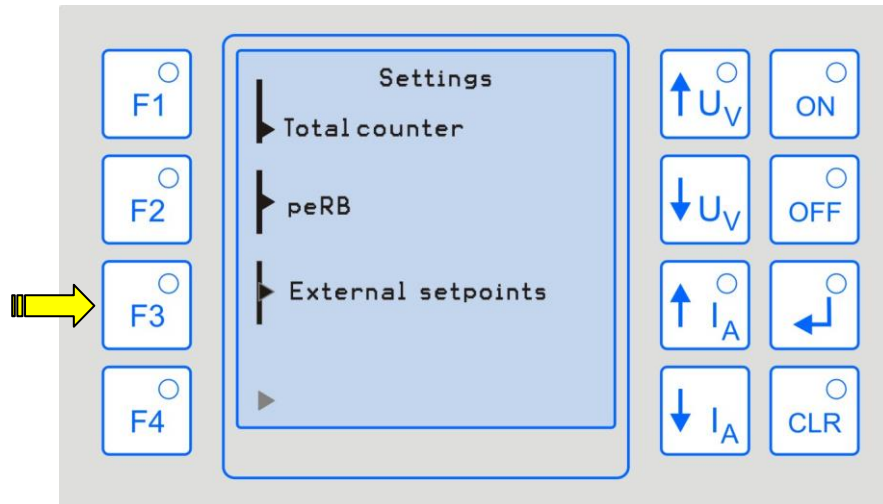 F1
F2
F3
F4
Settings
Total counter
peRB
External setpoints
↑ UV
ON
↓ UV
OFF
↑ IA
↵
↓ IA
CLR